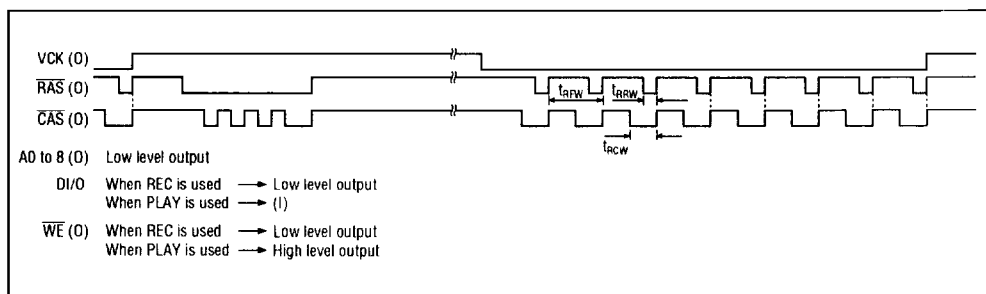 VCK (O)
RAS (O)
tRFW
tRRW
CAS (O)
tRCW
A0 to 8 (O) Low level output
DI/O When REC is used → Low level output
When PLAY is used → (I)
WE (O) When REC is used → Low level output
When PLAY is used → High level output